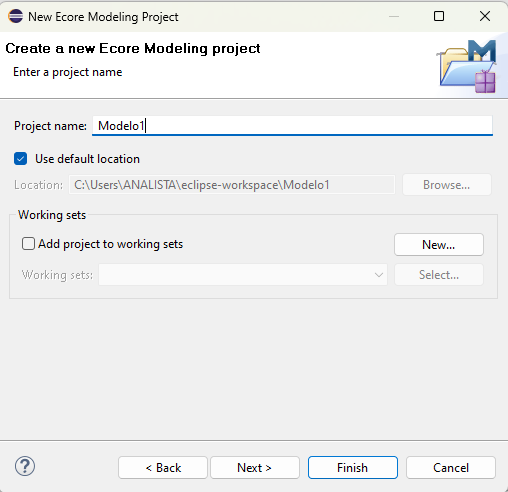 New Ecore Modeling Project
Create a new Ecore Modeling project
Enter a project name
Project name: Modelo1
Use default location
Location: C:\Users\ANALISTA\eclipse-workspace\Modelo1 Browse...
Working sets
Add project to working sets New...
Working sets: Select...
? < Back Next > Finish Cancel